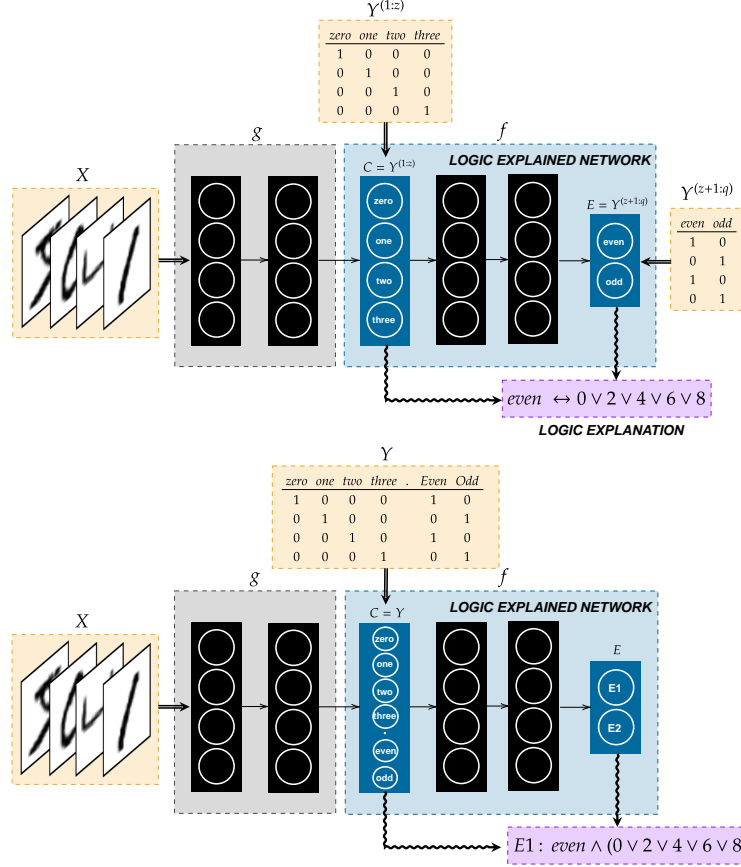 Y^{(1:z)}
zero one two three
1 0 0 0
0 1 0 0
0 0 1 0
0 0 0 1
g
f
LOGIC EXPLAINED NETWORK
X
C = Y^{(1:z)}
E = Y^{(z+1:q)}
Y^{(z+1:q)}
zero
one
two
three
even
odd
even odd
1 0
0 1
1 0
0 1
even ↔ 0 ∨ 2 ∨ 4 ∨ 6 ∨ 8
LOGIC EXPLANATION
Y
zero one two three . Even Odd
1 0 0 0 1 0
0 1 0 0 0 1
0 0 1 0 1 0
0 0 0 1 0 1
g
f
LOGIC EXPLAINED NETWORK
X
C = Y
E
zero
one
two
three
.
even
odd
E1
E2
E1 : even ∧ (0 ∨ 2 ∨ 4 ∨ 6 ∨ 8